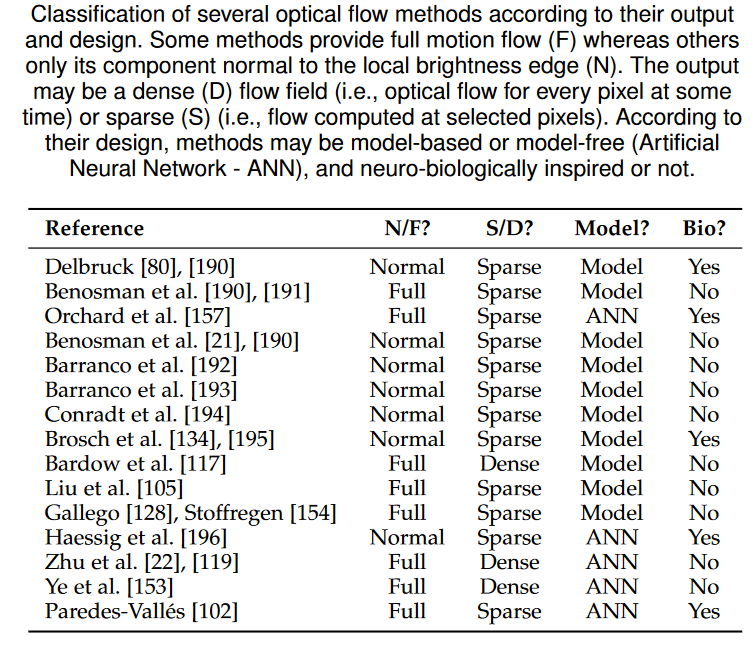 Classification of several optical flow methods according to their output
and design. Some methods provide full motion flow (F) whereas others
only its component normal to the local brightness edge (N). The output
may be a dense (D) flow field (i.e., optical flow for every pixel at some
time) or sparse (S) (i.e., flow computed at selected pixels). According to
their design, methods may be model-based or model-free (Artificial
Neural Network - ANN), and neuro-biologically inspired or not.
Reference N/F? S/D? Model? Bio?
Delbruck [80], [190] Normal Sparse Model Yes
Benosman et al. [190], [191] Full Sparse Model No
Orchard et al. [157] Full Sparse ANN Yes
Benosman et al. [21], [190] Normal Sparse Model No
Barranco et al. [192] Normal Sparse Model No
Barranco et al. [193] Normal Sparse Model No
Conradt et al. [194] Normal Sparse Model No
Brosch et al. [134], [195] Normal Sparse Model Yes
Bardow et al. [117] Full Dense Model No
Liu et al. [105] Full Sparse Model No
Gallego [128], Stoffregen [154] Full Sparse Model No
Haessig et al. [196] Normal Sparse ANN Yes
Zhu et al. [22], [119] Full Dense ANN No
Ye et al. [153] Full Dense ANN No
Paredes-Vallés [102] Full Sparse ANN Yes